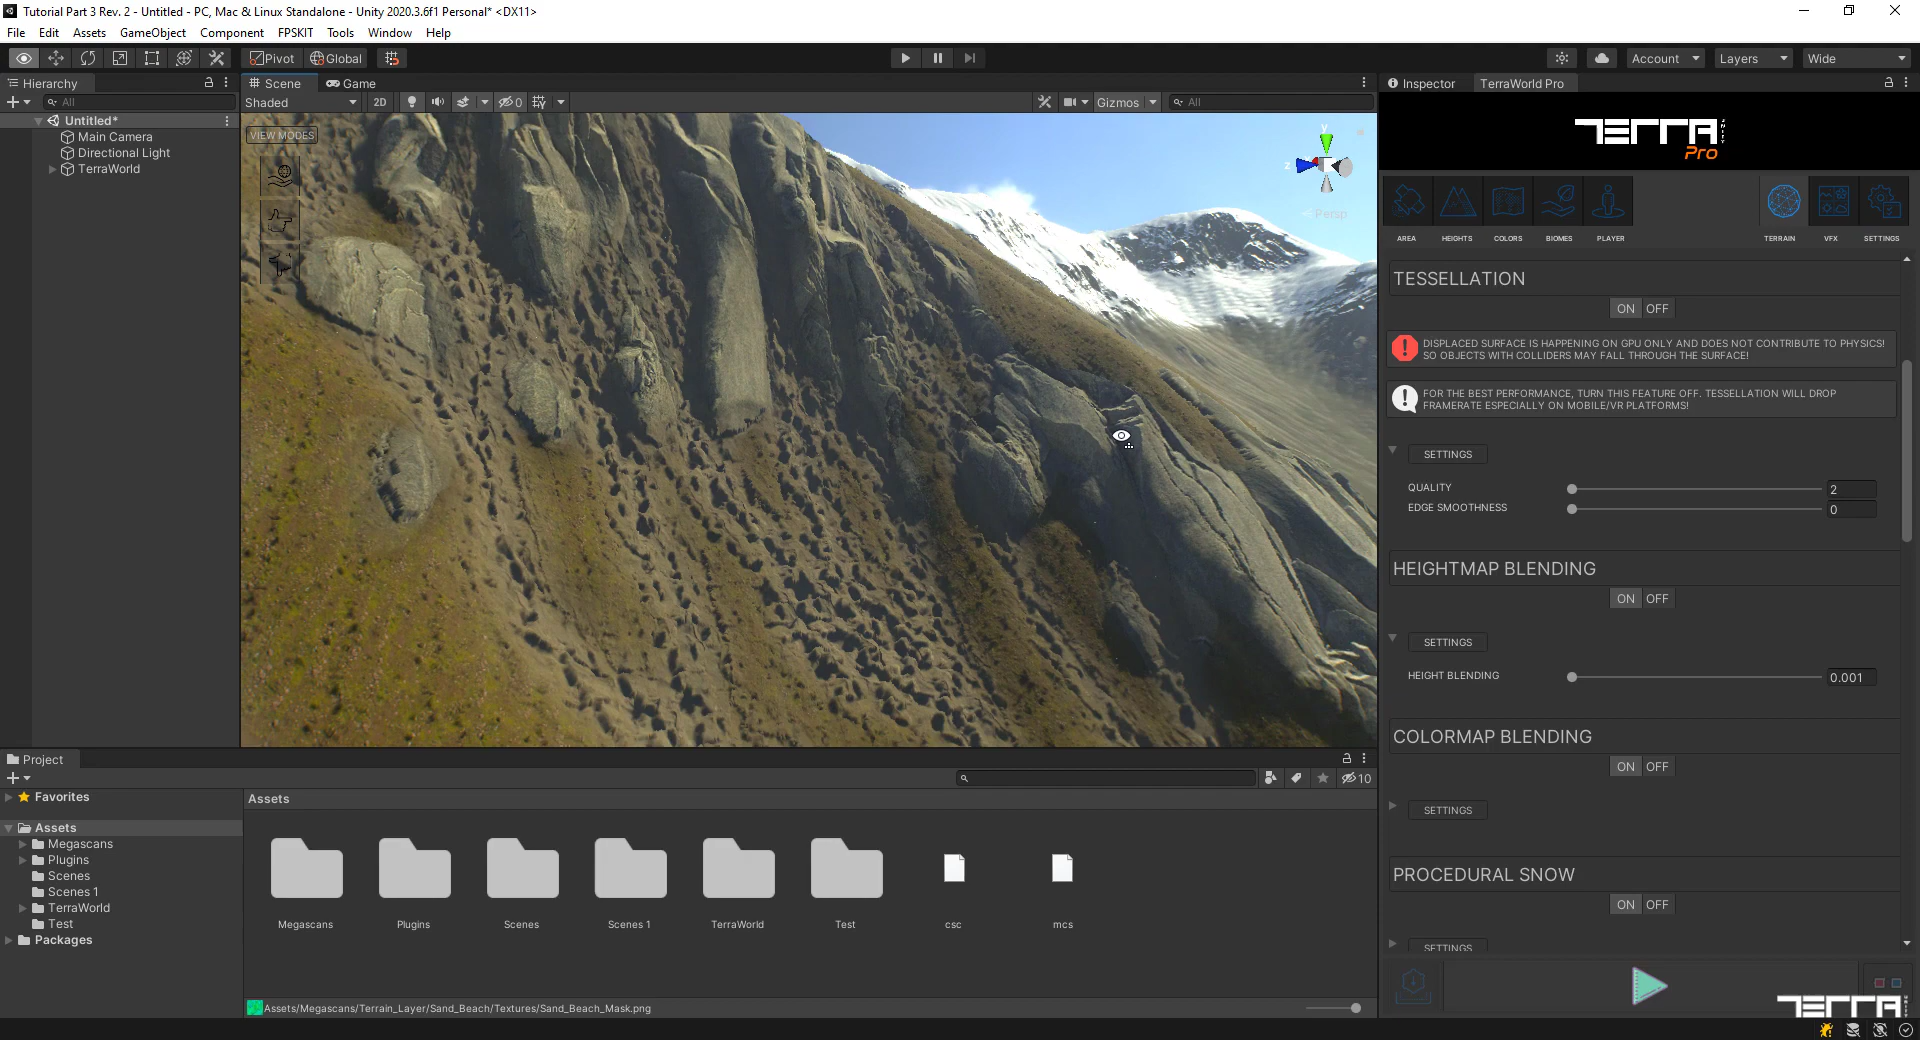 Tutorial Part 3 Rev. 2 - Untitled - PC, Mac & Linux Standalone - Unity 2020.3.6f1 Personal* <DX11>
File Edit Assets GameObject Component FPSKIT Tools Window Help
Pivot Global Account Layers Wide
Hierarchy
All
Untitled*
Main Camera
Directional Light
TerraWorld
Scene Game
Shaded 2D 0 Gizmos All
VIEW MODES
y
z
Persp
Inspector TerraWorld Pro
TERRA UNITY
Pro
AREA HEIGHTS COLORS BIOMES PLAYER TERRAIN VFX SETTINGS
TESSELLATION
ON OFF
DISPLACED SURFACE IS HAPPENING ON GPU ONLY AND DOES NOT CONTRIBUTE TO PHYSICS!
SO OBJECTS WITH COLLIDERS MAY FALL THROUGH THE SURFACE!
FOR THE BEST PERFORMANCE, TURN THIS FEATURE OFF. TESSELLATION WILL DROP
FRAMERATE ESPECIALLY ON MOBILE/VR PLATFORMS!
SETTINGS
QUALITY 2
EDGE SMOOTHNESS 0
HEIGHTMAP BLENDING
ON OFF
SETTINGS
HEIGHT BLENDING 0.001
COLORMAP BLENDING
ON OFF
SETTINGS
PROCEDURAL SNOW
ON OFF
SETTINGS
TERRA
Project
10
Favorites
Assets
Megascans
Plugins
Scenes
Scenes 1
TerraWorld
Test
Packages
Assets
Megascans Plugins Scenes Scenes 1 TerraWorld Test csc mcs
Assets/Megascans/Terrain_Layer/Sand_Beach/Textures/Sand_Beach_Mask.png